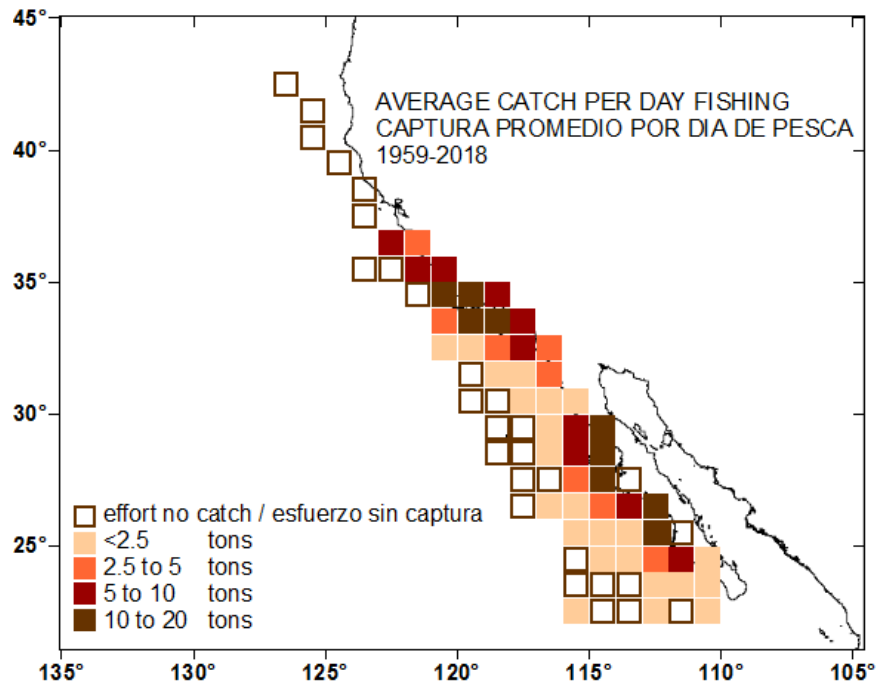 45°
AVERAGE CATCH PER DAY FISHING
CAPTURA PROMEDIO POR DIA DE PESCA
1959-2018
40°
35°
30°
25°
effort no catch / esfuerzo sin captura
<2.5 tons
2.5 to 5 tons
5 to 10 tons
10 to 20 tons
135° 130° 125° 120° 115° 110° 105°